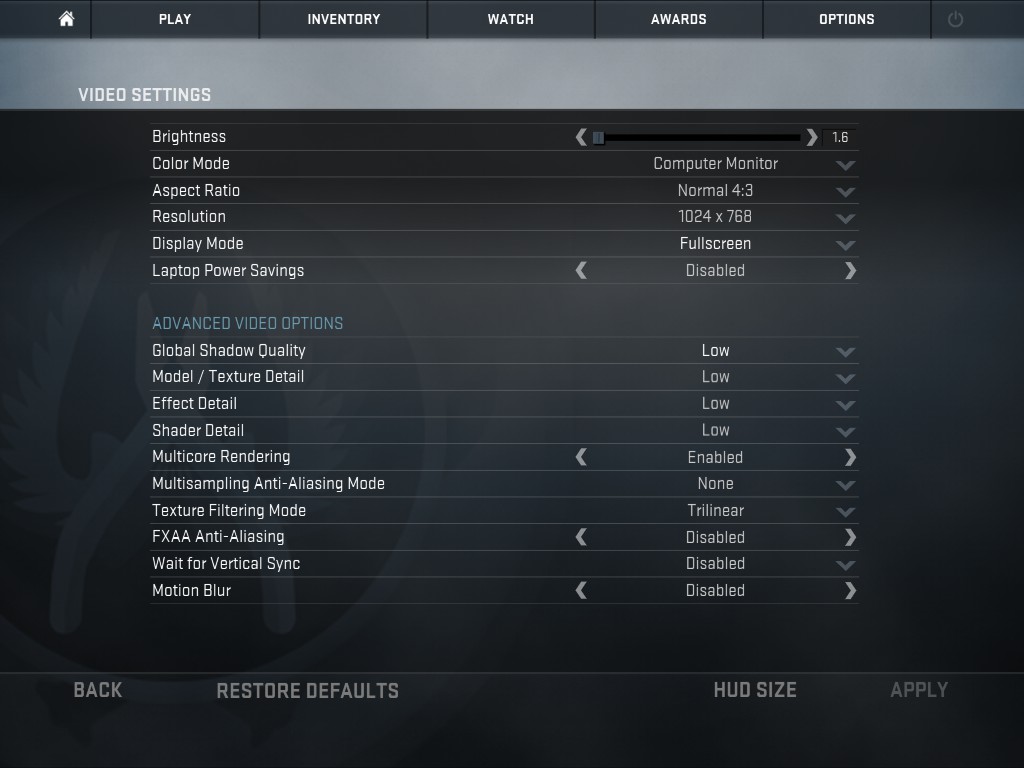 PLAY INVENTORY WATCH AWARDS OPTIONS
VIDEO SETTINGS
Brightness 1.6
Color Mode Computer Monitor
Aspect Ratio Normal 4:3
Resolution 1024 x 768
Display Mode Fullscreen
Laptop Power Savings Disabled
ADVANCED VIDEO OPTIONS
Global Shadow Quality Low
Model / Texture Detail Low
Effect Detail Low
Shader Detail Low
Multicore Rendering Enabled
Multisampling Anti-Aliasing Mode None
Texture Filtering Mode Trilinear
FXAA Anti-Aliasing Disabled
Wait for Vertical Sync Disabled
Motion Blur Disabled
BACK RESTORE DEFAULTS HUD SIZE APPLY